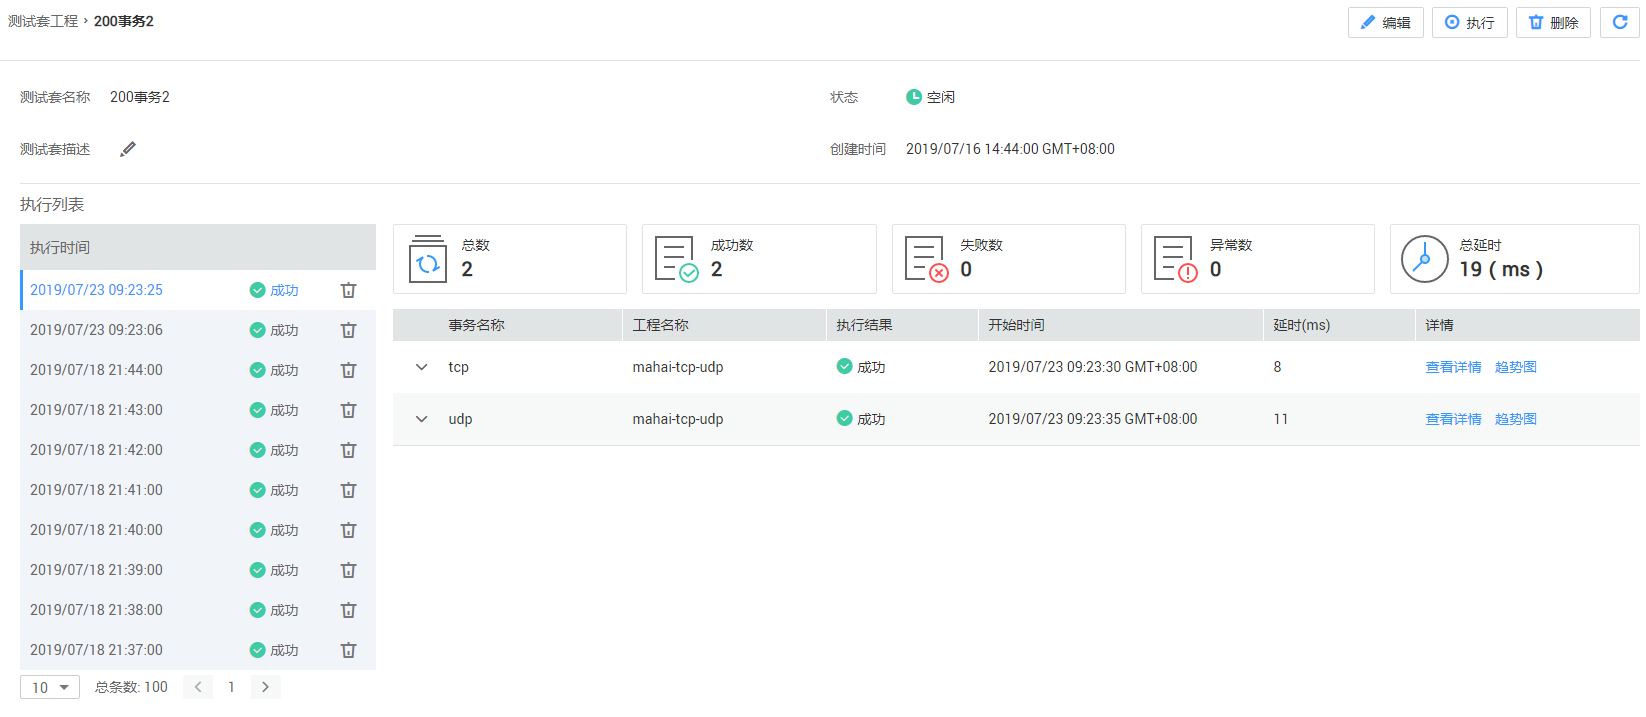 测试套工程 › 200事务2
编辑 执行 删除
测试套名称 200事务2 状态 空闲
测试套描述 创建时间 2019/07/16 14:44:00 GMT+08:00
执行列表
执行时间
2019/07/23 09:23:25 成功
2019/07/23 09:23:06 成功
2019/07/18 21:44:00 成功
2019/07/18 21:43:00 成功
2019/07/18 21:42:00 成功
2019/07/18 21:41:00 成功
2019/07/18 21:40:00 成功
2019/07/18 21:39:00 成功
2019/07/18 21:38:00 成功
2019/07/18 21:37:00 成功
10 总条数: 100 < 1 >
总数
2
成功数
2
失败数
0
异常数
0
总延时
19 ( ms )
事务名称 工程名称 执行结果 开始时间 延时(ms) 详情
tcp mahai-tcp-udp 成功 2019/07/23 09:23:30 GMT+08:00 8 查看详情 趋势图
udp mahai-tcp-udp 成功 2019/07/23 09:23:35 GMT+08:00 11 查看详情 趋势图